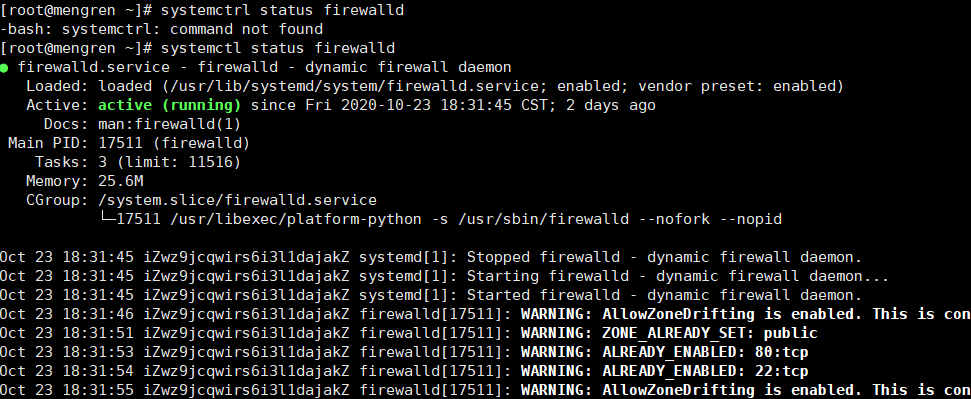 [root@mengren ~]# systemctrl status firewalld
-bash: systemctrl: command not found
[root@mengren ~]# systemctl status firewalld
● firewalld.service - firewalld - dynamic firewall daemon
   Loaded: loaded (/usr/lib/systemd/system/firewalld.service; enabled; vendor preset: enabled)
   Active: active (running) since Fri 2020-10-23 18:31:45 CST; 2 days ago
     Docs: man:firewalld(1)
 Main PID: 17511 (firewalld)
    Tasks: 3 (limit: 11516)
   Memory: 25.6M
   CGroup: /system.slice/firewalld.service
           └─17511 /usr/libexec/platform-python -s /usr/sbin/firewalld --nofork --nopid

Oct 23 18:31:45 iZwz9jcqwirs6i3l1dajakZ systemd[1]: Stopped firewalld - dynamic firewall daemon.
Oct 23 18:31:45 iZwz9jcqwirs6i3l1dajakZ systemd[1]: Starting firewalld - dynamic firewall daemon...
Oct 23 18:31:45 iZwz9jcqwirs6i3l1dajakZ systemd[1]: Started firewalld - dynamic firewall daemon.
Oct 23 18:31:46 iZwz9jcqwirs6i3l1dajakZ firewalld[17511]: WARNING: AllowZoneDrifting is enabled. This is con
Oct 23 18:31:51 iZwz9jcqwirs6i3l1dajakZ firewalld[17511]: WARNING: ZONE_ALREADY_SET: public
Oct 23 18:31:53 iZwz9jcqwirs6i3l1dajakZ firewalld[17511]: WARNING: ALREADY_ENABLED: 80:tcp
Oct 23 18:31:54 iZwz9jcqwirs6i3l1dajakZ firewalld[17511]: WARNING: ALREADY_ENABLED: 22:tcp
Oct 23 18:31:55 iZwz9jcqwirs6i3l1dajakZ firewalld[17511]: WARNING: AllowZoneDrifting is enabled. This is con